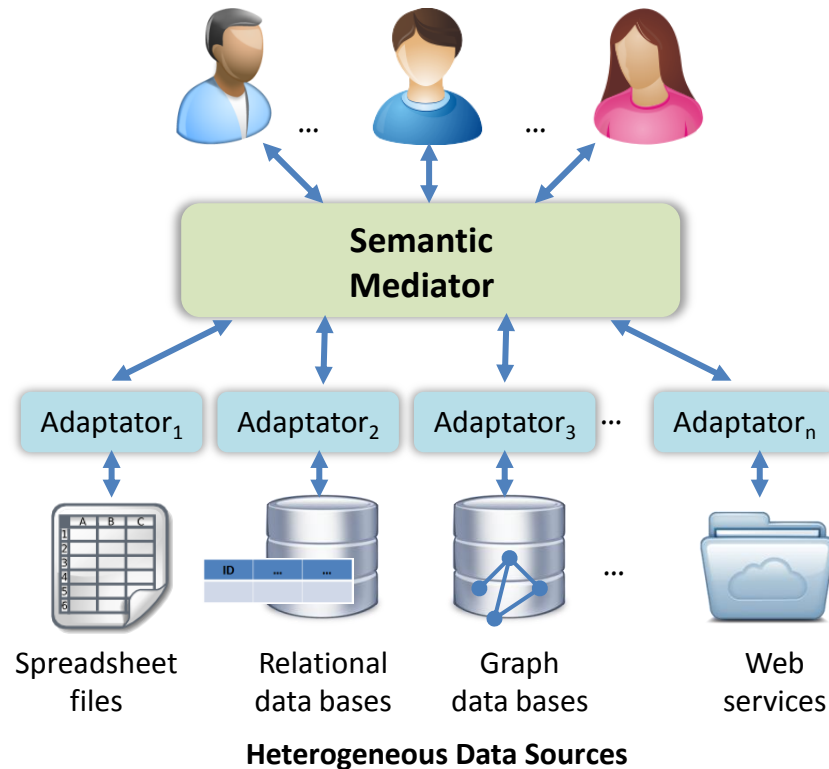 ... ...
Semantic
Mediator
Adaptator₁ Adaptator₂ Adaptator₃ ... Adaptatorₙ
A B C
1
2
3
4
5
6
ID ... ...
...
Spreadsheet
files
Relational
data bases
Graph
data bases
Web
services
Heterogeneous Data Sources